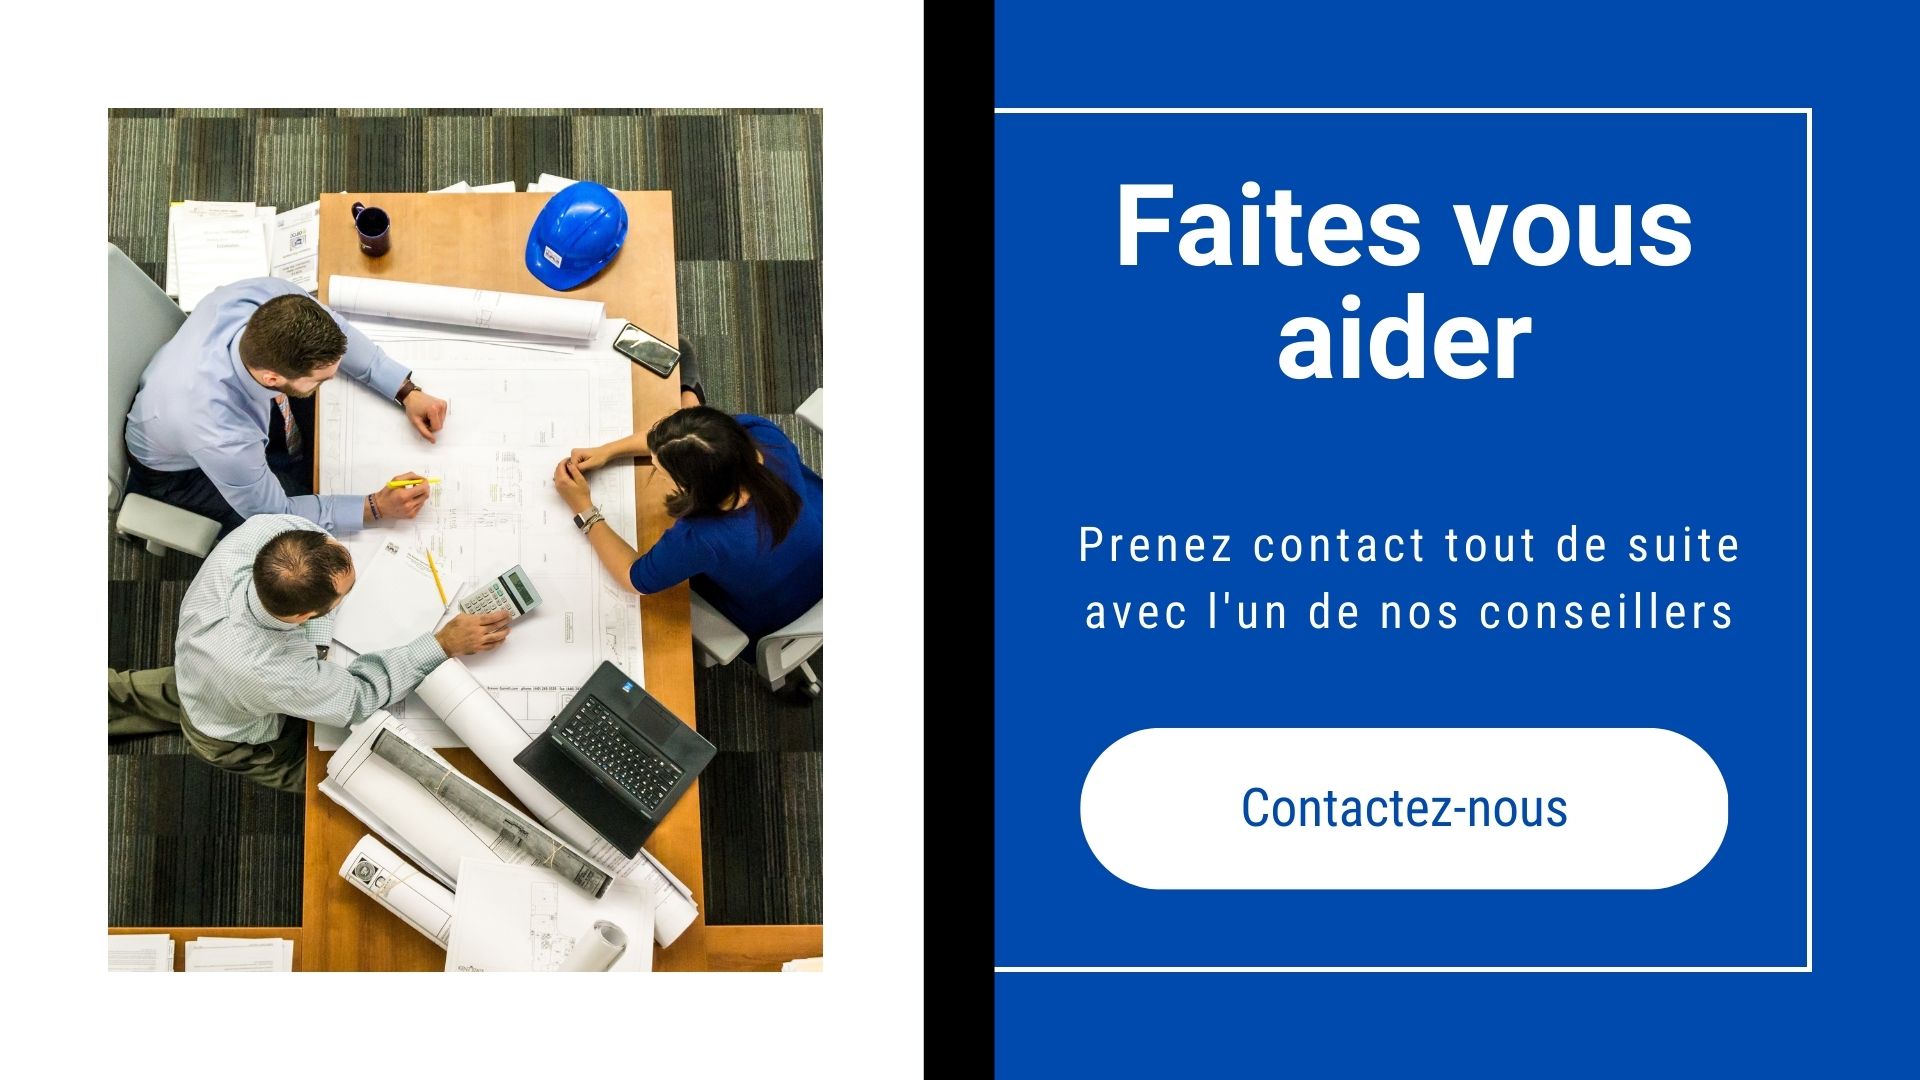 Faites vous
aider
Prenez contact tout de suite
avec l'un de nos conseillers
Contactez-nous